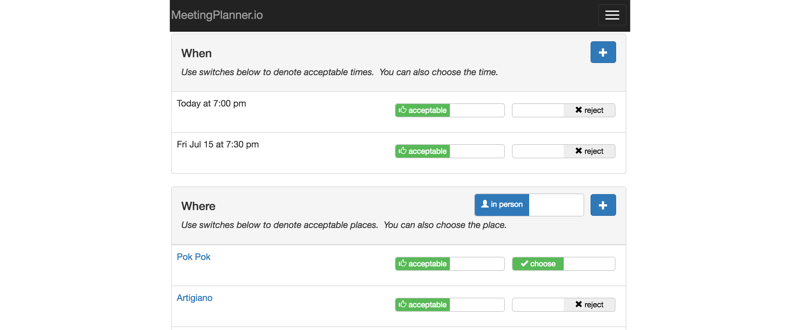 MeetingPlanner.io
When
Use switches below to denote acceptable times. You can also choose the time.
Today at 7:00 pm acceptable reject
Fri Jul 15 at 7:30 pm acceptable reject
Where in person
Use switches below to denote acceptable places. You can also choose the place.
Pok Pok acceptable choose
Artigiano acceptable reject